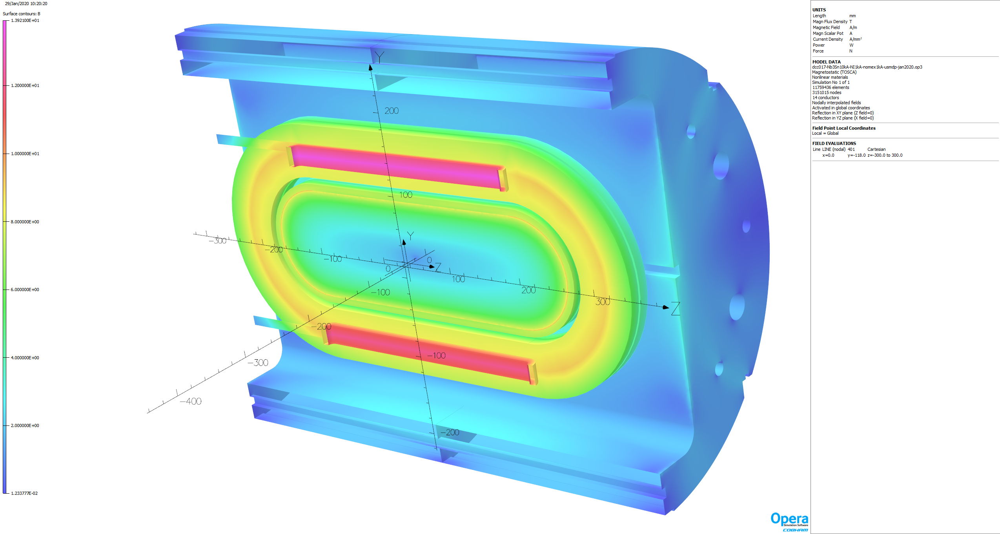 29/Jan/2020 10:20:20
Surface contours: B
1.392100E+01
1.200000E+01
1.000000E+01
8.000000E+00
6.000000E+00
4.000000E+00
2.000000E+00
1.233777E-02
Y
200
100
Y
-300
-200
-100
0
0
Z
100
200
300
Z
-100
-200
-300
-400
-100
-200
UNITS
Length mm
Magn Flux Density T
Magnetic Field A/m
Magn Scalar Pot A
Current Density A/mm²
Power W
Force N
MODEL DATA
dcc017-Nb3Sn10kA-NI1kA-nomex1kA-usmdp-jan2020.op3
Magnetostatic (TOSCA)
Nonlinear materials
Simulation No 1 of 1
11759436 elements
3151015 nodes
14 conductors
Nodally interpolated fields
Activated in global coordinates
Reflection in XY plane (Z field=0)
Reflection in YZ plane (X field=0)
Field Point Local Coordinates
Local = Global
FIELD EVALUATIONS
Line LINE (nodal) 401 Cartesian
x=0.0 y=-118.0 z=-300.0 to 300.0
Opera
Simulation Software
COBHAM